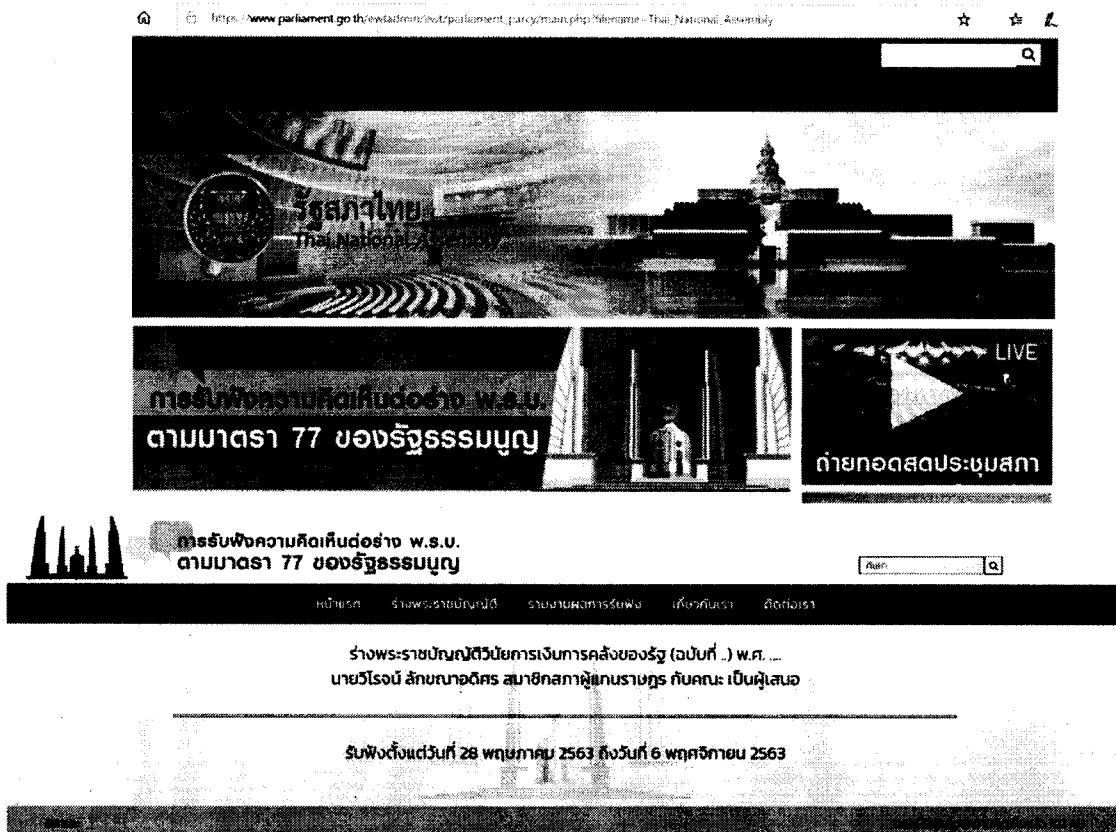 https://www.parliament.go.th/ewtadmin/ewt/parliament_parcy/main.php?filename=Thai_National_Assembly
รัฐสภาไทย
Thai National Assembly
การรับฟังความคิดเห็นต่อร่าง พ.ร.บ.
ตามมาตรา 77 ของรัฐธรรมนูญ
LIVE
ถ่ายทอดสดประชุมสภา
การรับฟังความคิดเห็นต่อร่าง พ.ร.บ.
ตามมาตรา 77 ของรัฐธรรมนูญ
ค้นหา
หน้าแรก ร่างพระราชบัญญัติ รายงานผลการรับฟัง เกี่ยวกับเรา ติดต่อเรา
ร่างพระราชบัญญัติวินัยการเงินการคลังของรัฐ (ฉบับที่ ..) พ.ศ. ....
นายวิโรจน์ ลักขณาอดิศร สมาชิกสภาผู้แทนราษฎร กับคณะ เป็นผู้เสนอ
รับฟังตั้งแต่วันที่ 28 พฤษภาคม 2563 ถึงวันที่ 6 พฤศจิกายน 2563